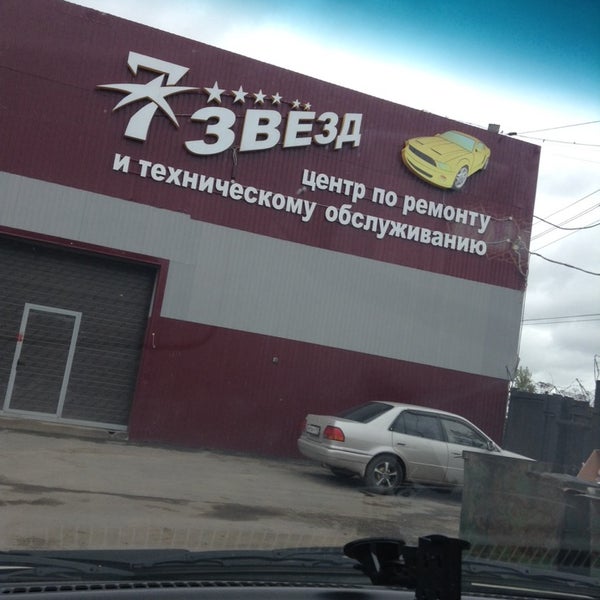 7 ЗВЕЗД
центр по ремонту
и техническому обслуживанию